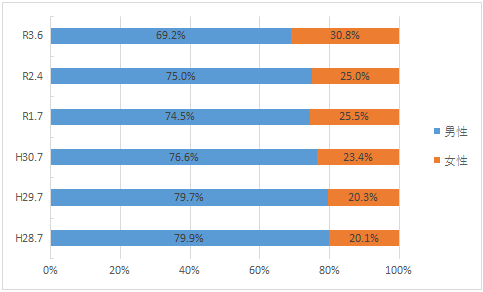 R3.6 69.2% 30.8%
R2.4 75.0% 25.0%
R1.7 74.5% 25.5%
H30.7 76.6% 23.4%
H29.7 79.7% 20.3%
H28.7 79.9% 20.1%
0% 20% 40% 60% 80% 100%
男性
女性